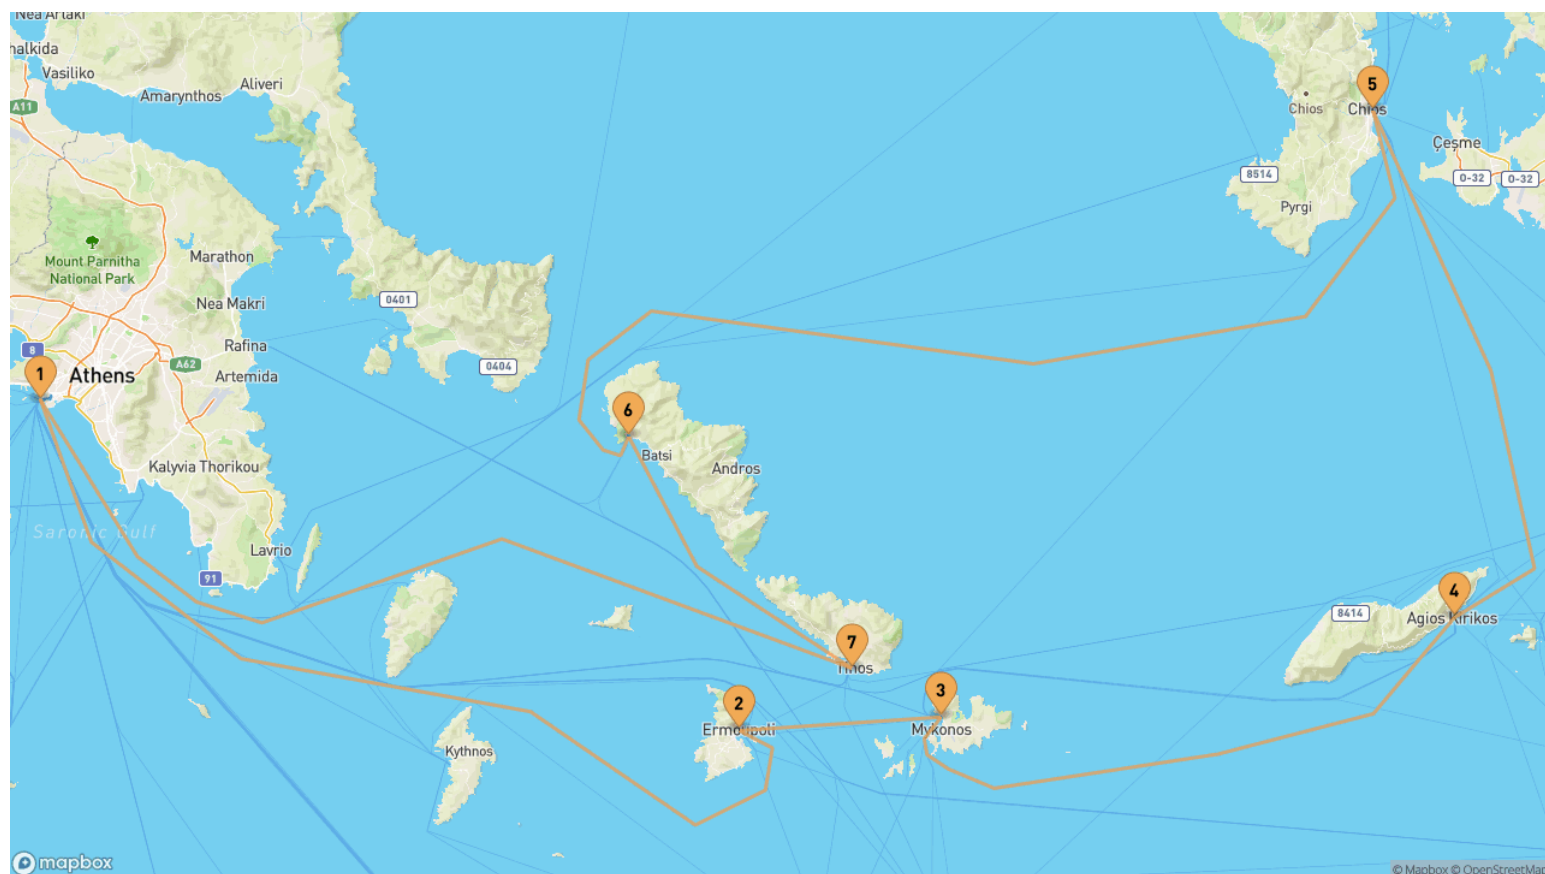 Nea Artaki
halkida
Vasiliko
Aliveri
Amarynthos
A11
5
Chios
Chios
Çeşme
8514
O-32
O-32
Pyrgi
Marathon
Mount Parnitha
National Park
0401
Nea Makri
8
Rafina
A62
0404
1
Athens
Artemida
6
Batsi
Andros
Kalyvia Thorikou
Saronic Gulf
Lavrio
91
4
8414
Agios Kirikos
7
Tinos
3
2
Ermoupoli
Mykonos
Kythnos
mapbox
© Mapbox © OpenStreetMap